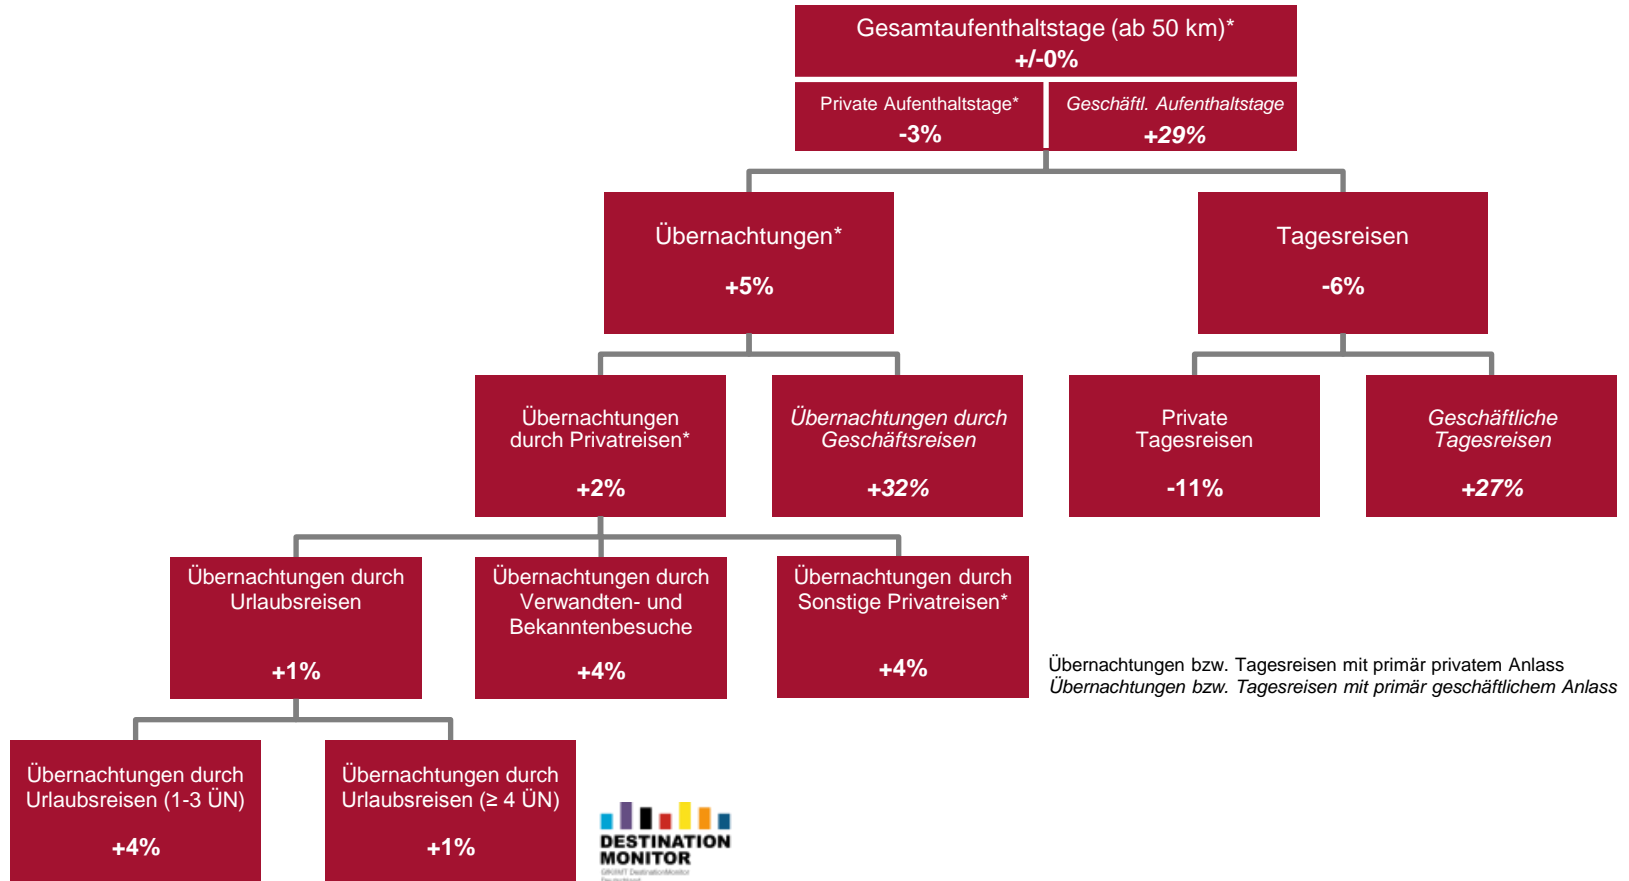 Gesamtaufenthaltstage (ab 50 km)*
+/-0%
Private Aufenthaltstage*
-3%
Geschäftl. Aufenthaltstage
+29%
Übernachtungen*
+5%
Tagesreisen
-6%
Übernachtungen
durch Privatreisen*
+2%
Übernachtungen durch
Geschäftsreisen
+32%
Private
Tagesreisen
-11%
Geschäftliche
Tagesreisen
+27%
Übernachtungen durch
Urlaubsreisen
+1%
Übernachtungen durch
Verwandten- und
Bekanntenbesuche
+4%
Übernachtungen durch
Sonstige Privatreisen*
+4%
Übernachtungen bzw. Tagesreisen mit primär privatem Anlass
Übernachtungen bzw. Tagesreisen mit primär geschäftlichem Anlass
Übernachtungen durch
Urlaubsreisen (1-3 ÜN)
+4%
Übernachtungen durch
Urlaubsreisen (≥ 4 ÜN)
+1%
DESTINATION
MONITOR
GfK/IMT DestinationMonitor